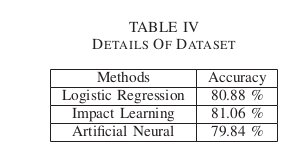 TABLE IV
DETAILS OF DATASET
Methods Accuracy
Logistic Regression 80.88 %
Impact Learning 81.06 %
Artificial Neural 79.84 %